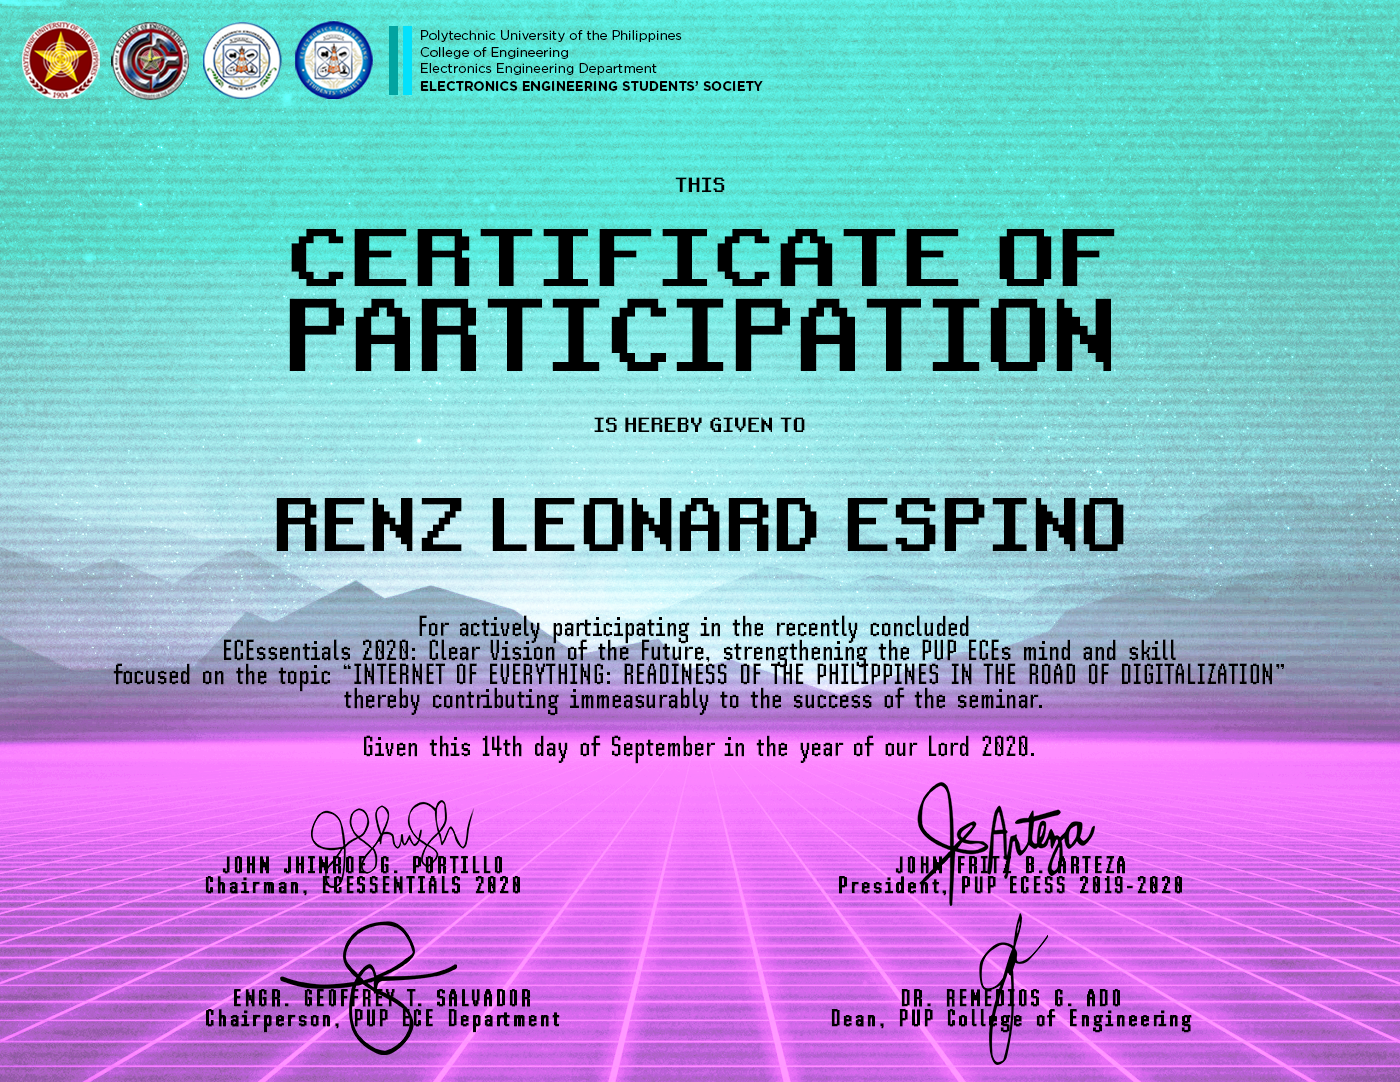 Polytechnic University of the Philippines
College of Engineering
Electronics Engineering Department
ELECTRONICS ENGINEERING STUDENTS’ SOCIETY
THIS
CERTIFICATE OF
PARTICIPATION
IS HEREBY GIVEN TO
RENZ LEONARD ESPINO
For actively participating in the recently concluded
ECEssentials 2020: Clear Vision of the Future, strengthening the PUP ECEs mind and skill
focused on the topic “INTERNET OF EVERYTHING: READINESS OF THE PHILIPPINES IN THE ROAD OF DIGITALIZATION”
thereby contributing immeasurably to the success of the seminar.
Given this 14th day of September in the year of our Lord 2020.
JOHN JHINROE G. PORTILLO
Chairman, ECESSENTIALS 2020
JOHN FRITZ B. ARTEZA
President, PUP ECESS 2019-2020
ENGR. GEOFFREY T. SALVADOR
Chairperson, PUP ECE Department
DR. REMEDIOS G. ADO
Dean, PUP College of Engineering